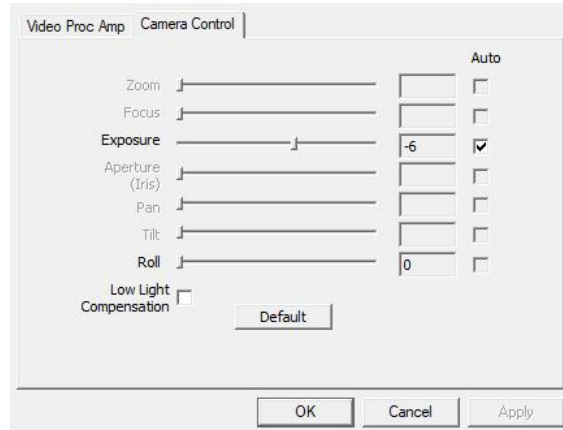 Video Proc Amp Camera Control
Auto
Zoom
Focus
Exposure -6
Aperture
(Iris)
Pan
Tilt
Roll 0
Low Light
Compensation
Default
OK Cancel Apply